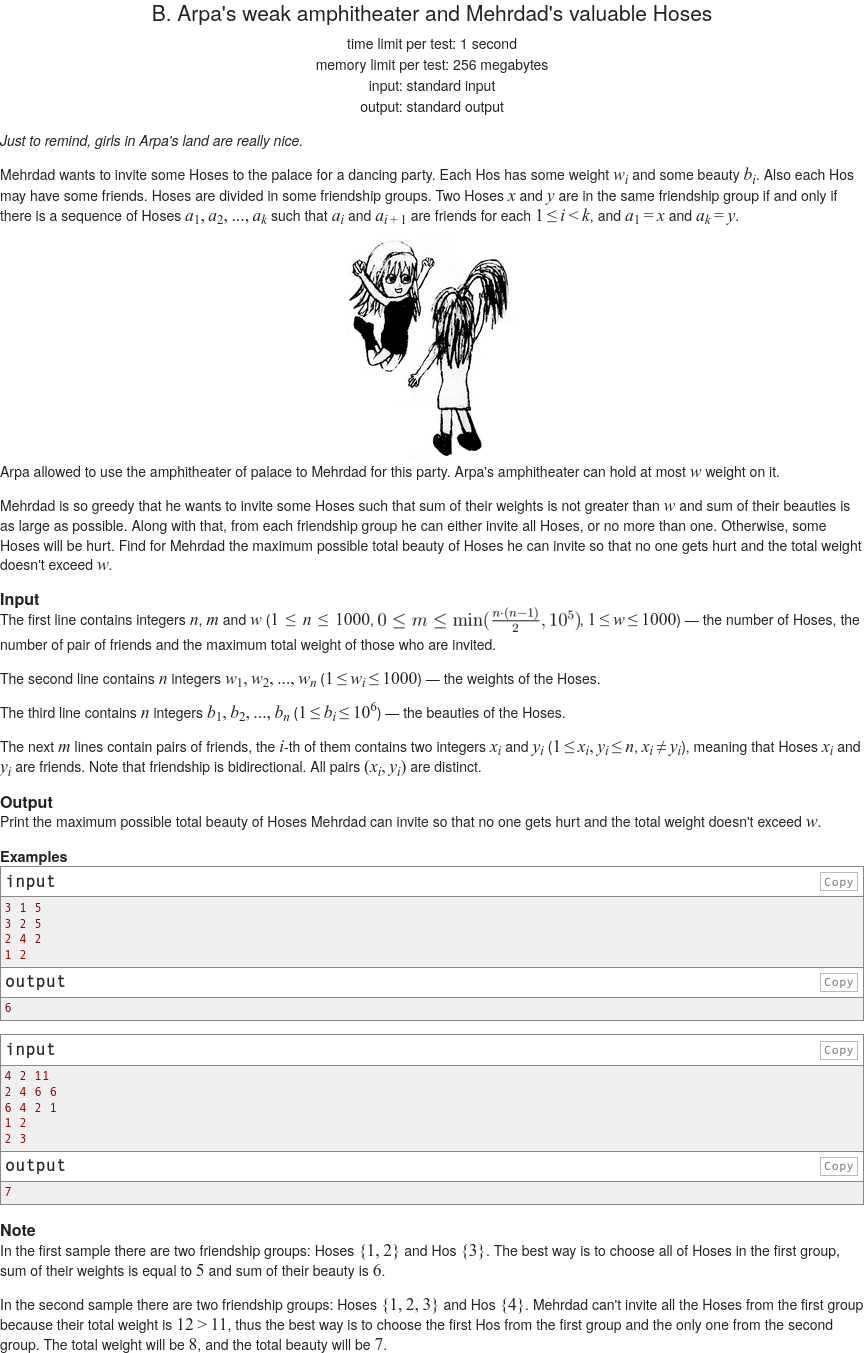 B. Arpa's weak amphitheater and Mehrdad's valuable Hoses
time limit per test: 1 second
memory limit per test: 256 megabytes
input: standard input
output: standard output
Just to remind, girls in Arpa's land are really nice.
Mehrdad wants to invite some Hoses to the palace for a dancing party. Each Hos has some weight w_i and some beauty b_i. Also each Hos
may have some friends. Hoses are divided in some friendship groups. Two Hoses x and y are in the same friendship group if and only if
there is a sequence of Hoses a_1, a_2, ..., a_k such that a_i and a_{i + 1} are friends for each 1 ≤ i < k, and a_1 = x and a_k = y.
Arpa allowed to use the amphitheater of palace to Mehrdad for this party. Arpa's amphitheater can hold at most w weight on it.
Mehrdad is so greedy that he wants to invite some Hoses such that sum of their weights is not greater than w and sum of their beauties is
as large as possible. Along with that, from each friendship group he can either invite all Hoses, or no more than one. Otherwise, some
Hoses will be hurt. Find for Mehrdad the maximum possible total beauty of Hoses he can invite so that no one gets hurt and the total weight
doesn't exceed w.
Input
The first line contains integers n, m and w (1 ≤ n ≤ 1000, 0 ≤ m ≤ min(n·(n−1)/2, 10^5), 1 ≤ w ≤ 1000) — the number of Hoses, the
number of pair of friends and the maximum total weight of those who are invited.
The second line contains n integers w_1, w_2, ..., w_n (1 ≤ w_i ≤ 1000) — the weights of the Hoses.
The third line contains n integers b_1, b_2, ..., b_n (1 ≤ b_i ≤ 10^6) — the beauties of the Hoses.
The next m lines contain pairs of friends, the i-th of them contains two integers x_i and y_i (1 ≤ x_i, y_i ≤ n, x_i ≠ y_i), meaning that Hoses x_i and
y_i are friends. Note that friendship is bidirectional. All pairs (x_i, y_i) are distinct.
Output
Print the maximum possible total beauty of Hoses Mehrdad can invite so that no one gets hurt and the total weight doesn't exceed w.
Examples
input Copy
3 1 5
3 2 5
2 4 2
1 2
output Copy
6
input Copy
4 2 11
2 4 6 6
6 4 2 1
1 2
2 3
output Copy
7
Note
In the first sample there are two friendship groups: Hoses {1, 2} and Hos {3}. The best way is to choose all of Hoses in the first group,
sum of their weights is equal to 5 and sum of their beauty is 6.
In the second sample there are two friendship groups: Hoses {1, 2, 3} and Hos {4}. Mehrdad can't invite all the Hoses from the first group
because their total weight is 12 > 11, thus the best way is to choose the first Hos from the first group and the only one from the second
group. The total weight will be 8, and the total beauty will be 7.